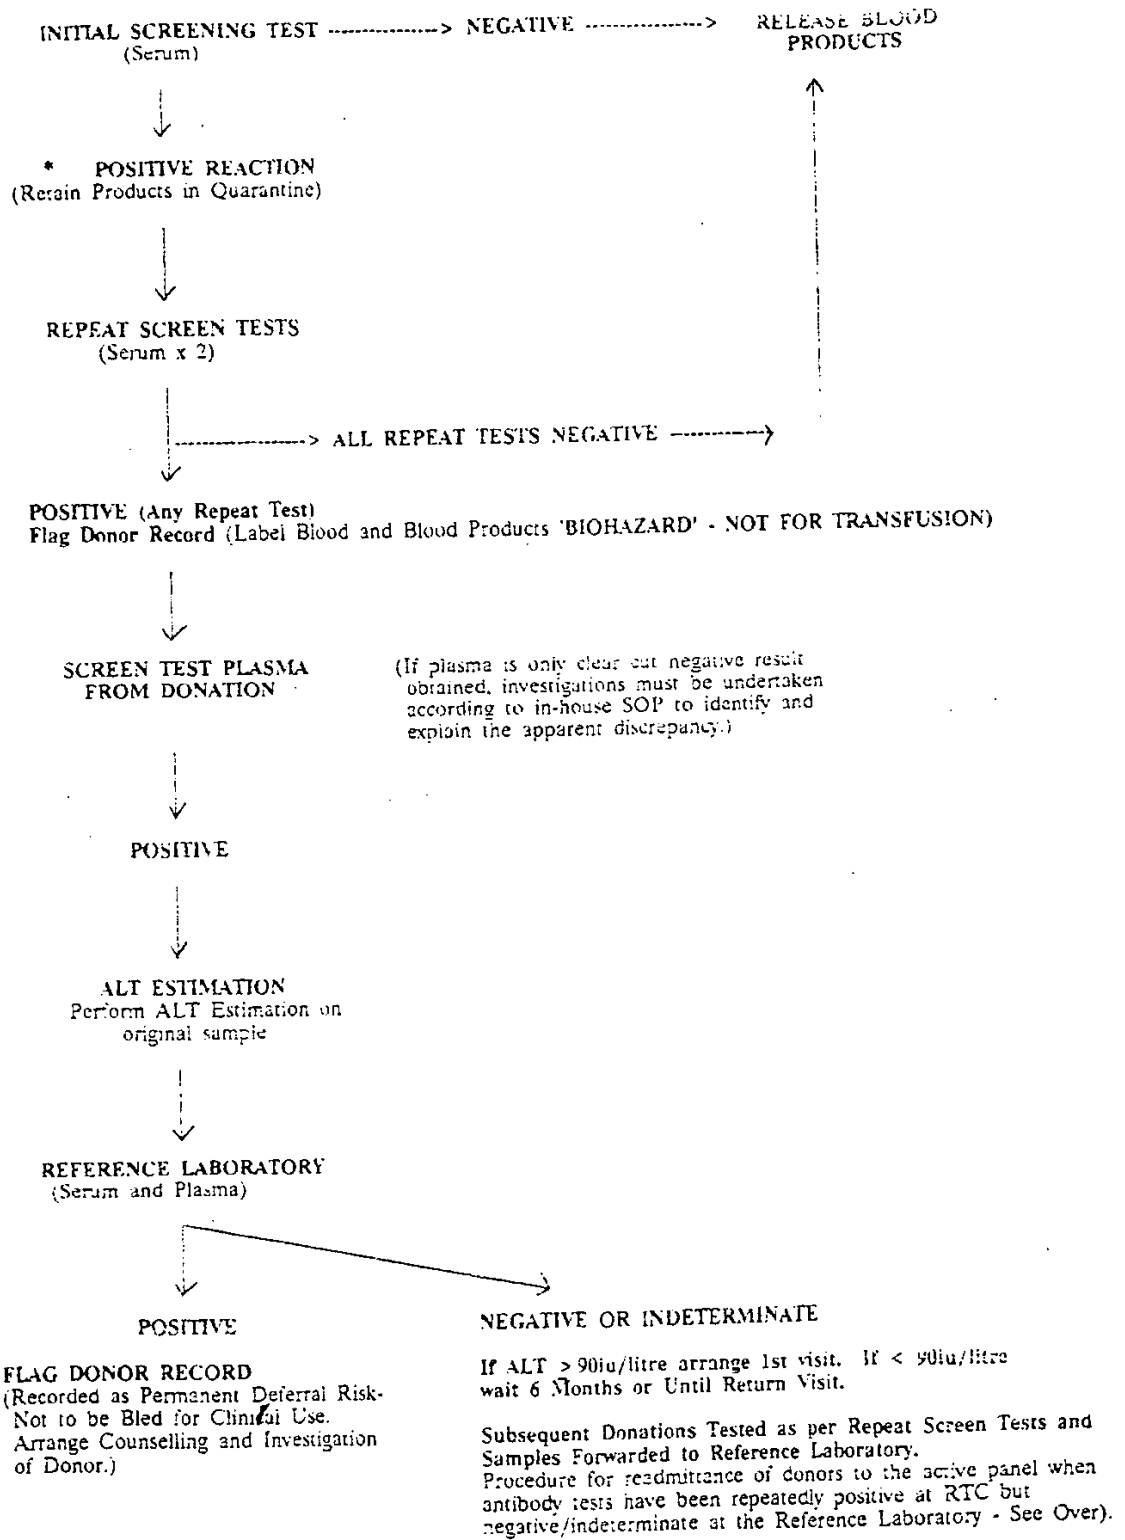 INITIAL SCREENING TEST ---------------> NEGATIVE ----------------> RELEASE BLOOD
(Serum) PRODUCTS
* POSITIVE REACTION
(Retain Products in Quarantine)
REPEAT SCREEN TESTS
(Serum x 2)
------------------> ALL REPEAT TESTS NEGATIVE ------------->
POSITIVE (Any Repeat Test)
Flag Donor Record (Label Blood and Blood Products 'BIOHAZARD' - NOT FOR TRANSFUSION)
SCREEN TEST PLASMA
FROM DONATION
(If plasma is only clear cut negative result
obtained, investigations must be undertaken
according to in-house SOP to identify and
explain the apparent discrepancy.)
POSITIVE
ALT ESTIMATION
Perform ALT Estimation on
original sample
REFERENCE LABORATORY
(Serum and Plasma)
POSITIVE
FLAG DONOR RECORD
(Recorded as Permanent Deferral Risk-
Not to be Bled for Clinical Use.
Arrange Counselling and Investigation
of Donor.)
NEGATIVE OR INDETERMINATE
If ALT > 90iu/litre arrange 1st visit. If < 90iu/litre
wait 6 Months or Until Return Visit.
Subsequent Donations Tested as per Repeat Screen Tests and
Samples Forwarded to Reference Laboratory.
Procedure for readmittance of donors to the active panel when
antibody tests have been repeatedly positive at RTC but
negative/indeterminate at the Reference Laboratory - See Over).